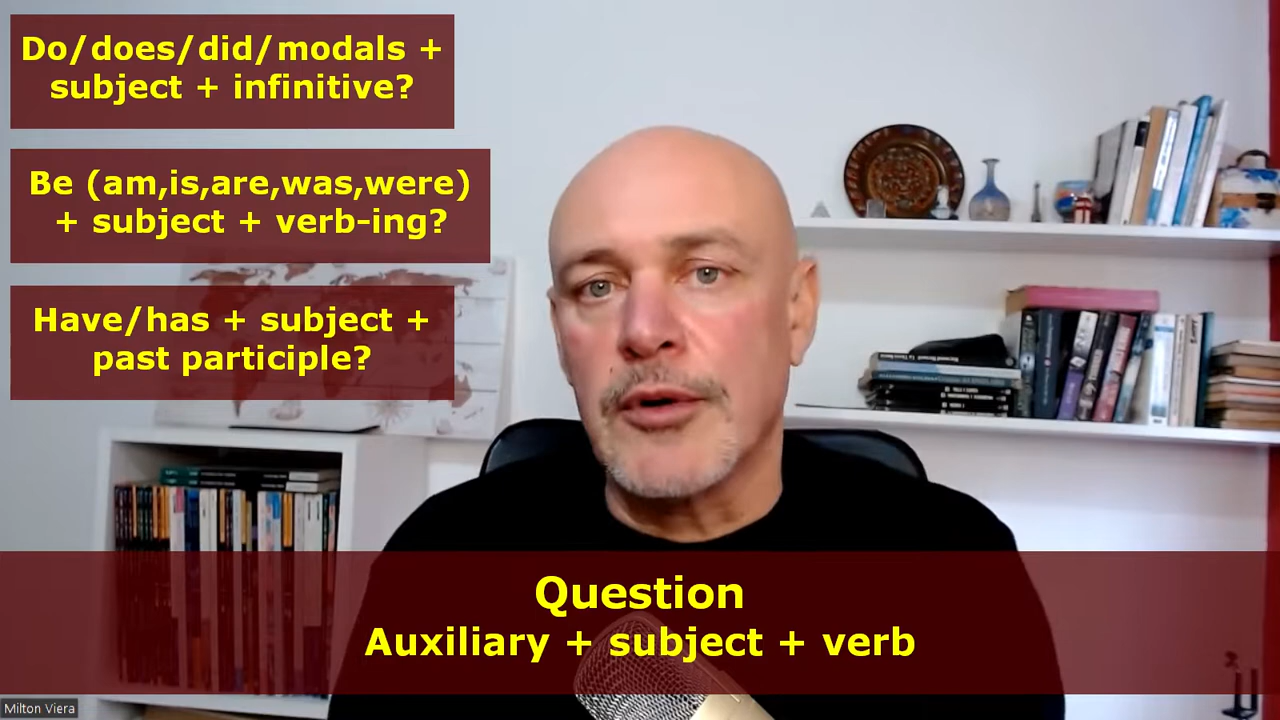 Do/does/did/modals +
subject + infinitive?
Be (am,is,are,was,were)
+ subject + verb-ing?
Have/has + subject +
past participle?
Question
Auxiliary + subject + verb
Milton Viera